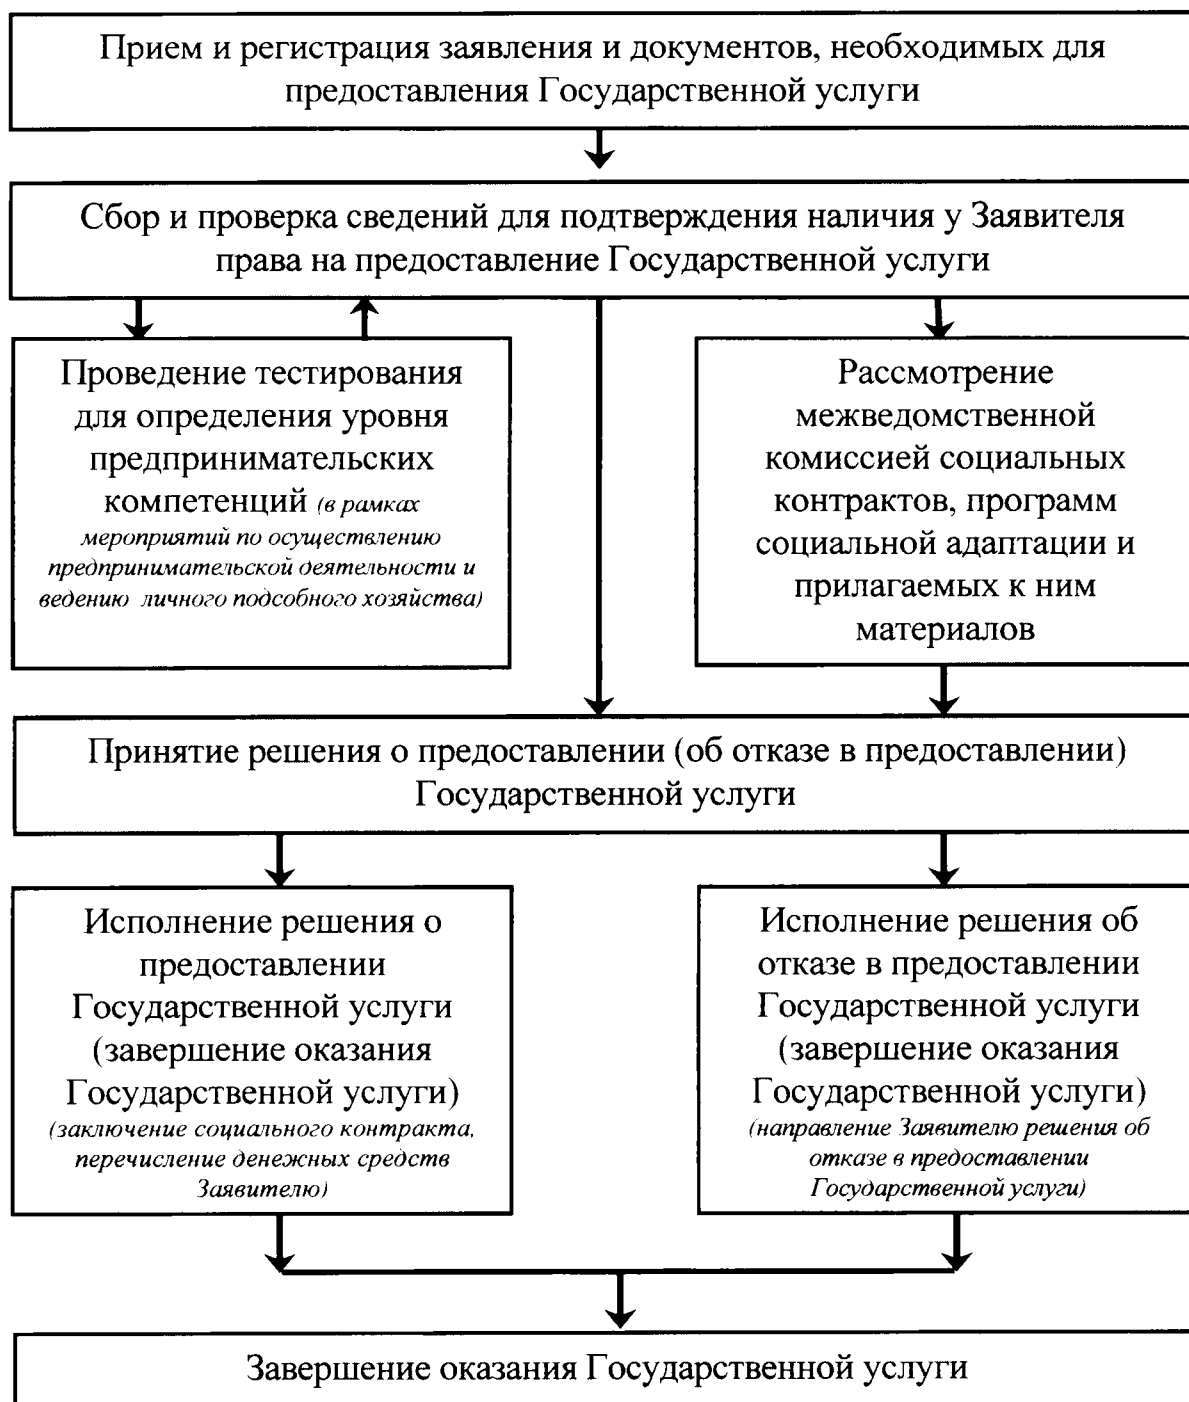 Прием и регистрация заявления и документов, необходимых для
предоставления Государственной услуги
Сбор и проверка сведений для подтверждения наличия у Заявителя
права на предоставление Государственной услуги
Проведение тестирования
для определения уровня
предпринимательских
компетенций (в рамках
мероприятий по осуществлению
предпринимательской деятельности и
ведению личного подсобного хозяйства)
Рассмотрение
межведомственной
комиссией социальных
контрактов, программ
социальной адаптации и
прилагаемых к ним
материалов
Принятие решения о предоставлении (об отказе в предоставлении)
Государственной услуги
Исполнение решения о
предоставлении
Государственной услуги
(завершение оказания
Государственной услуги)
(заключение социального контракта,
перечисление денежных средств
Заявителю)
Исполнение решения об
отказе в предоставлении
Государственной услуги
(завершение оказания
Государственной услуги)
(направление Заявителю решения об
отказе в предоставлении
Государственной услуги)
Завершение оказания Государственной услуги